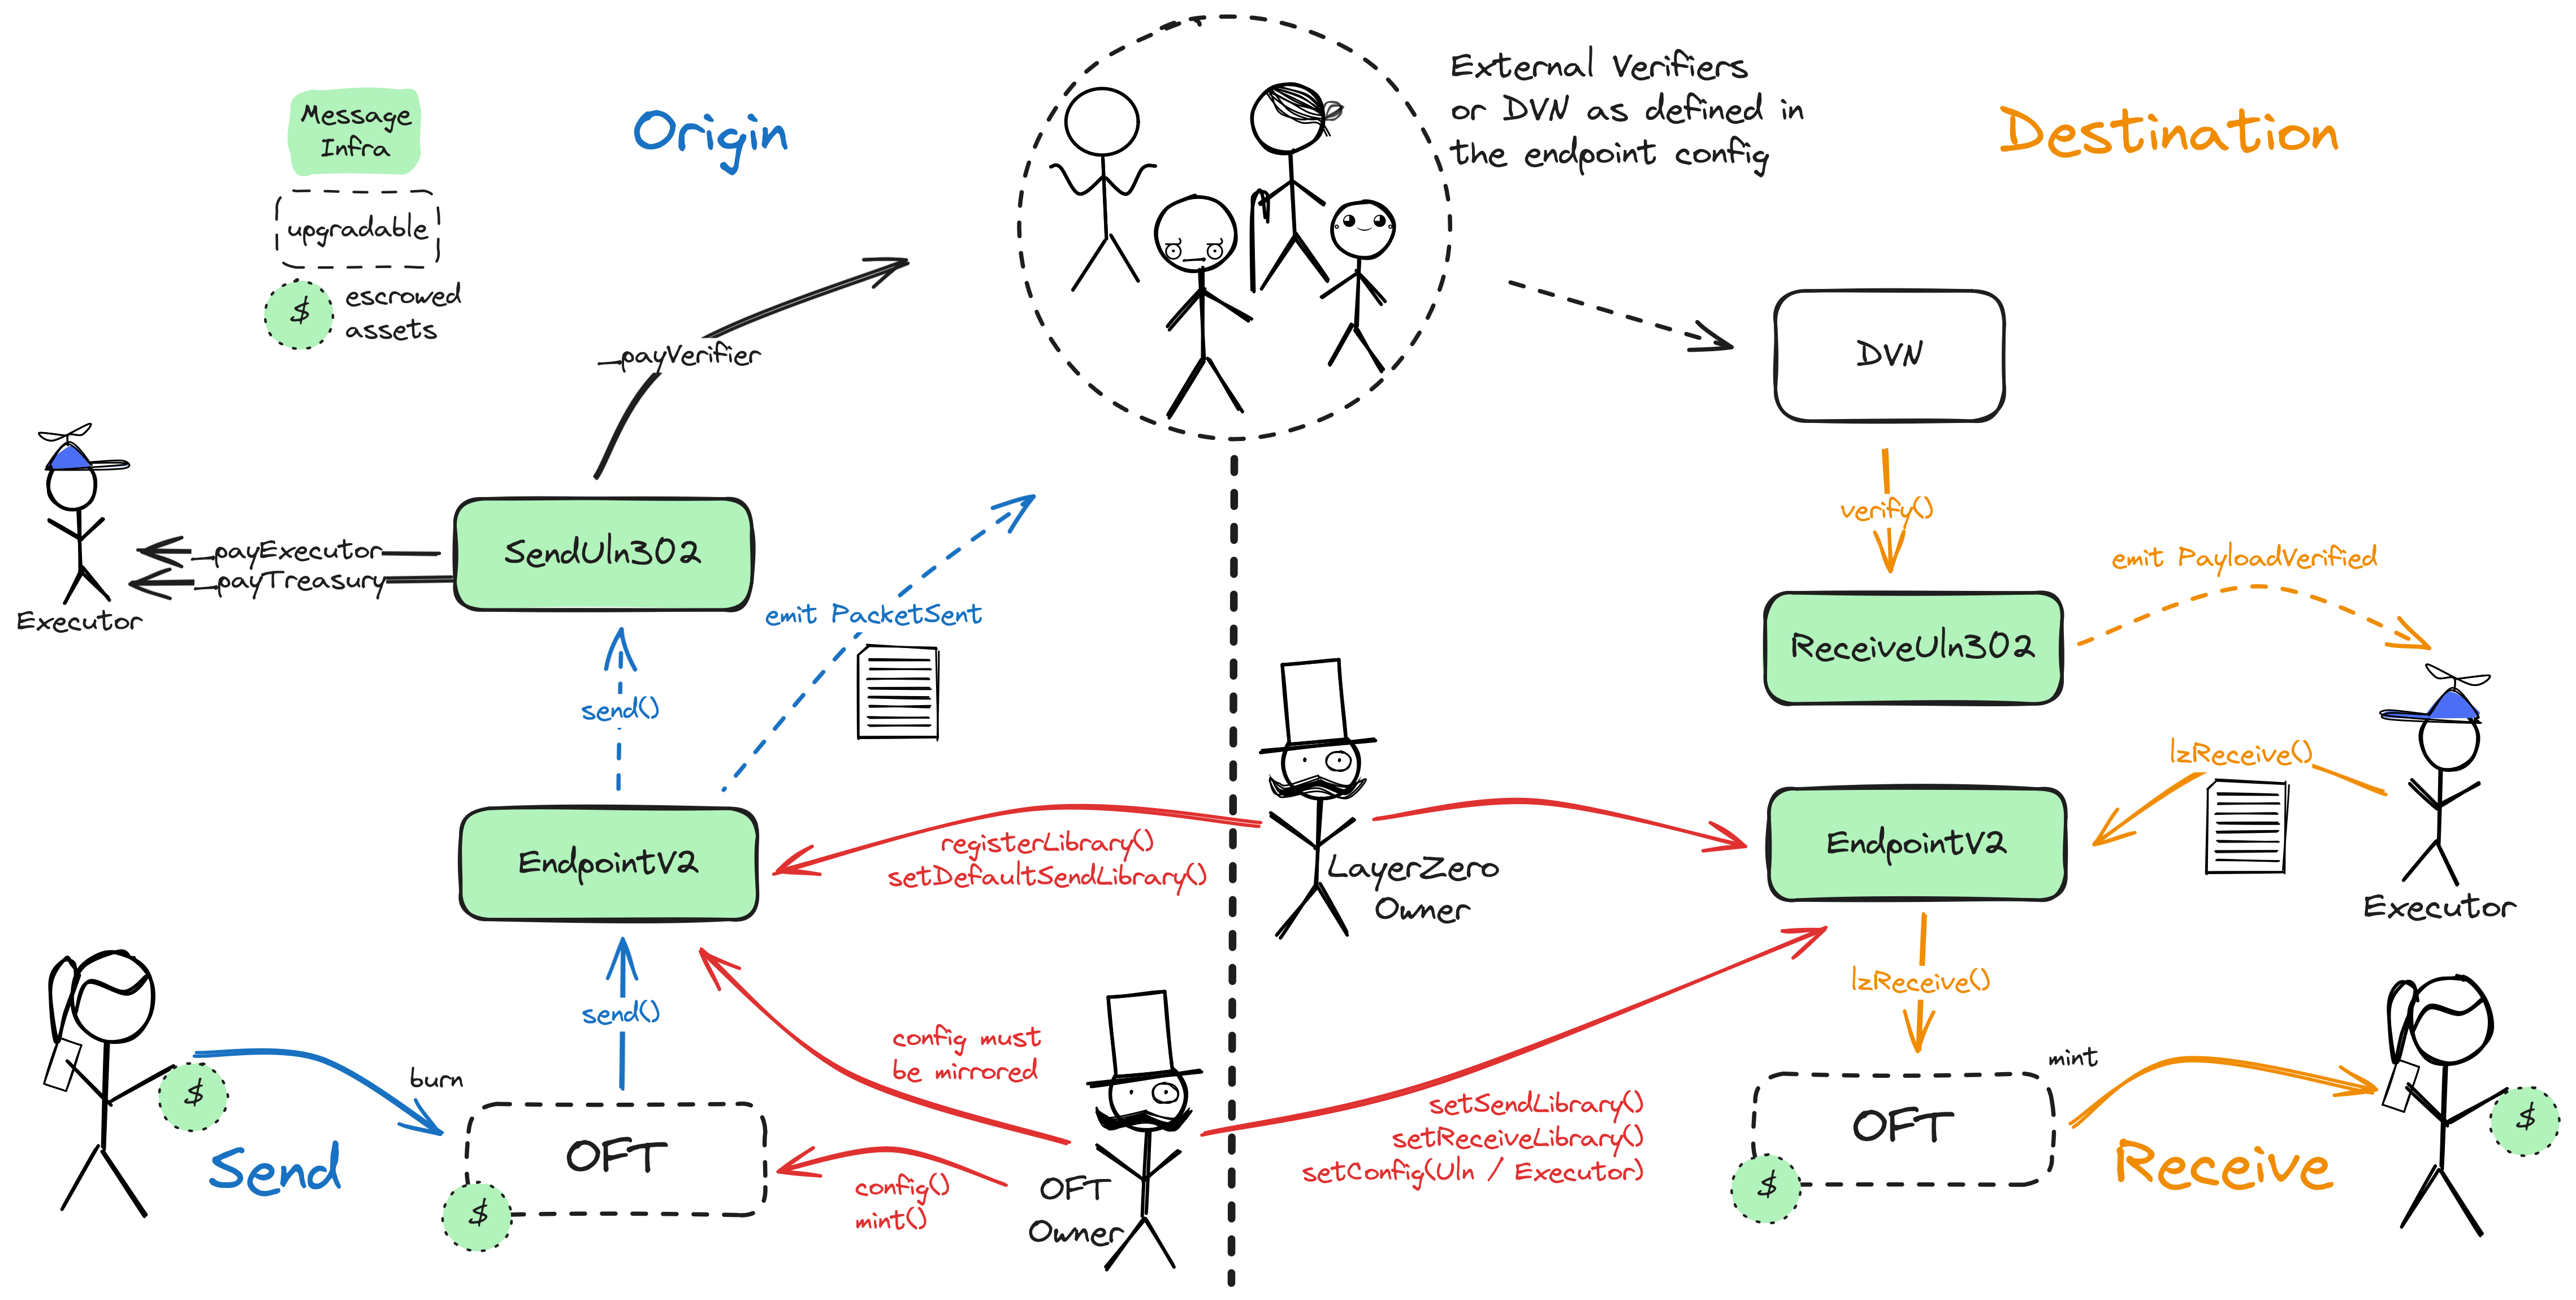 Message
Infra
upgradable
$
escrowed
assets
Origin
External Verifiers
or DVN as defined in
the endpoint config
Destination
_payVerifier
DVN
SendUln302
_payExecutor
_payTreasury
Executor
emit PacketSent
send()
verify()
emit PayloadVerified
ReceiveUln302
lzReceive()
EndpointV2
registerLibrary()
setDefaultSendLibrary()
LayerZero
Owner
EndpointV2
Executor
send()
lzReceive()
config must
be mirrored
burn
mint
$
Send
OFT
$
config()
mint()
OFT
Owner
setSendLibrary()
setReceiveLibrary()
setConfig(Uln / Executor)
OFT
$
Receive
$